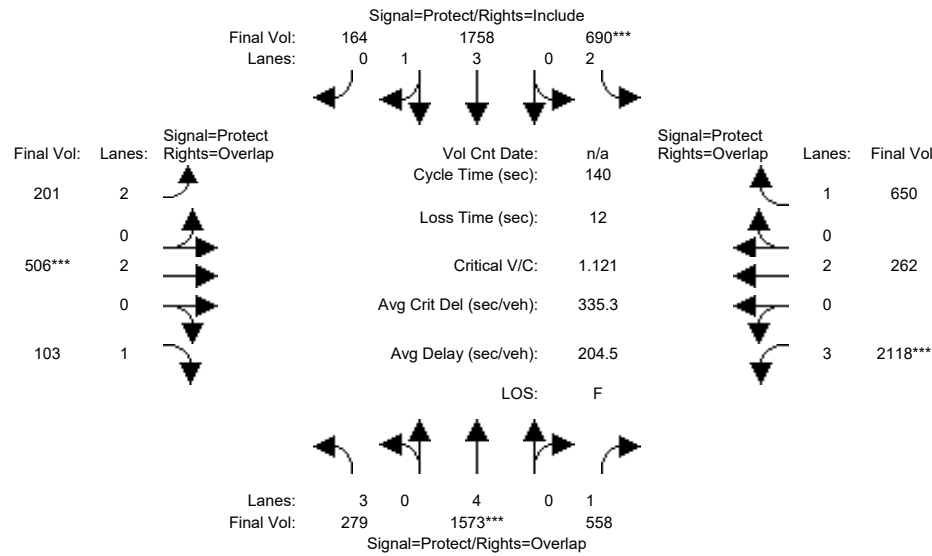 Signal=Protect/Rights=Include
Final Vol: 164 1758 690***
Lanes: 0 1 3 0 2
Signal=Protect Signal=Protect
Final Vol: Lanes: Rights=Overlap Vol Cnt Date: n/a Rights=Overlap Lanes: Final Vol
Cycle Time (sec): 140
201 2 1 650
Loss Time (sec): 12
0 0
506*** 2 Critical V/C: 1.121 2 262
0 Avg Crit Del (sec/veh): 335.3 0
103 1 Avg Delay (sec/veh): 204.5 3 2118***
LOS: F
Lanes: 3 0 4 0 1
Final Vol: 279 1573*** 558
Signal=Protect/Rights=Overlap